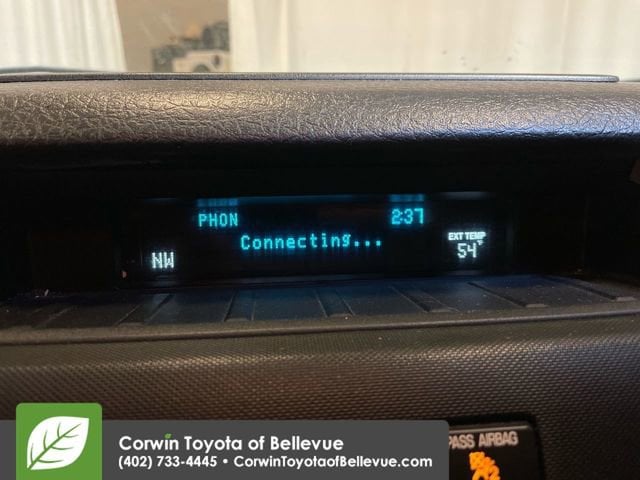 PHON 2:37
Connecting...
NW
EXT TEMP
54°
PASS AIRBAG
Corwin Toyota of Bellevue
(402) 733-4445 • CorwinToyotaofBellevue.com